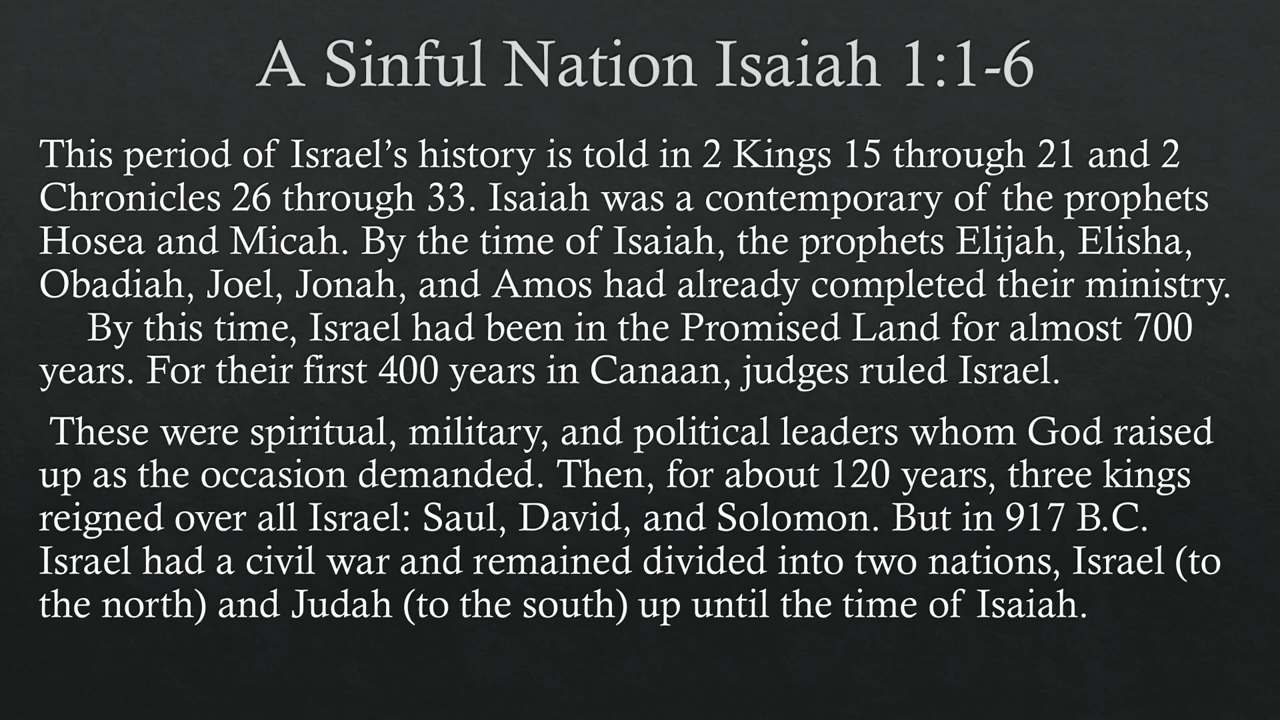 A Sinful Nation Isaiah 1:1-6
This period of Israel’s history is told in 2 Kings 15 through 21 and 2
Chronicles 26 through 33. Isaiah was a contemporary of the prophets
Hosea and Micah. By the time of Isaiah, the prophets Elijah, Elisha,
Obadiah, Joel, Jonah, and Amos had already completed their ministry.
By this time, Israel had been in the Promised Land for almost 700
years. For their first 400 years in Canaan, judges ruled Israel.
These were spiritual, military, and political leaders whom God raised
up as the occasion demanded. Then, for about 120 years, three kings
reigned over all Israel: Saul, David, and Solomon. But in 917 B.C.
Israel had a civil war and remained divided into two nations, Israel (to
the north) and Judah (to the south) up until the time of Isaiah.